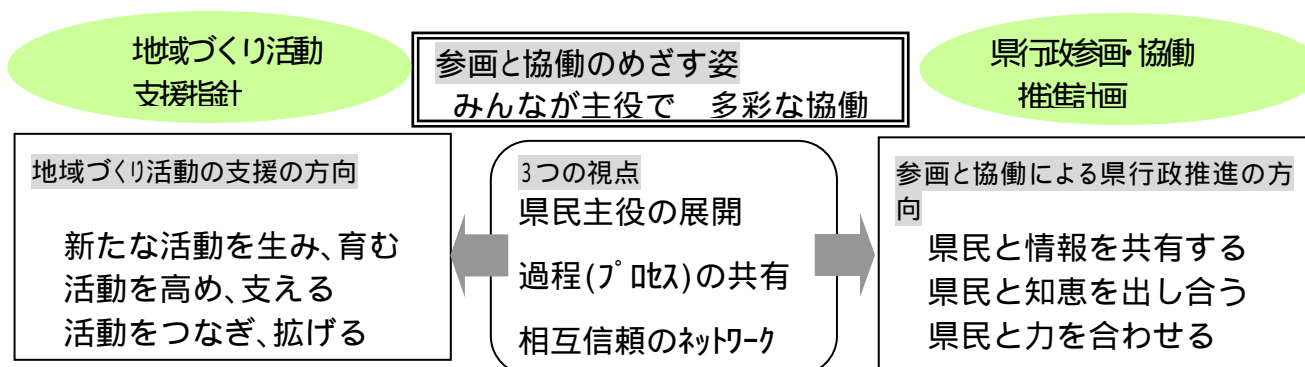 地域づくり活動
支援指針
参画と協働のめざす姿
みんなが主役で　多彩な協働
県行政参画・協働
推進計画
地域づくり活動の支援の方向
新たな活動を生み、育む
活動を高め、支える
活動をつなぎ、拡げる
3つの視点
県民主役の展開
過程(ﾌﾟﾛｾｽ)の共有
相互信頼のﾈｯﾄﾜｰｸ
参画と協働による県行政推進の方
向
県民と情報を共有する
県民と知恵を出し合う
県民と力を合わせる